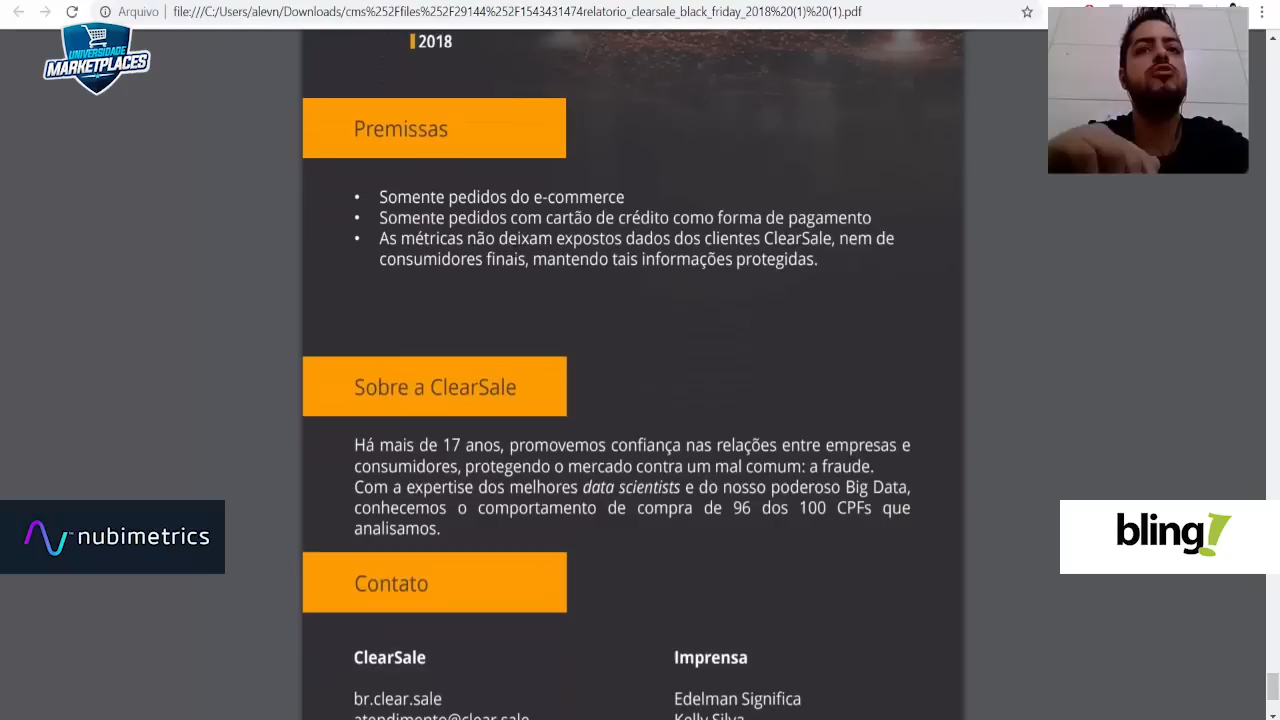 Arquivo | file:///C:/Users/alevn/Downloads/cms%252Ffiles%252F29144%252F1543431474relatorio_clearsale_black_friday_2018%20(1)%20(1).pdf
UNIVERSIDADE
MARKETPLACES
2018
Premissas
• Somente pedidos do e-commerce
• Somente pedidos com cartão de crédito como forma de pagamento
• As métricas não deixam expostos dados dos clientes ClearSale, nem de
consumidores finais, mantendo tais informações protegidas.
Sobre a ClearSale
Há mais de 17 anos, promovemos confiança nas relações entre empresas e
consumidores, protegendo o mercado contra um mal comum: a fraude.
Com a expertise dos melhores data scientists e do nosso poderoso Big Data,
conhecemos o comportamento de compra de 96 dos 100 CPFs que
analisamos.
nubimetrics
bling!
Contato
ClearSale
Imprensa
br.clear.sale
Edelman Significa
atendimento@clear.sale
Kelly Silva